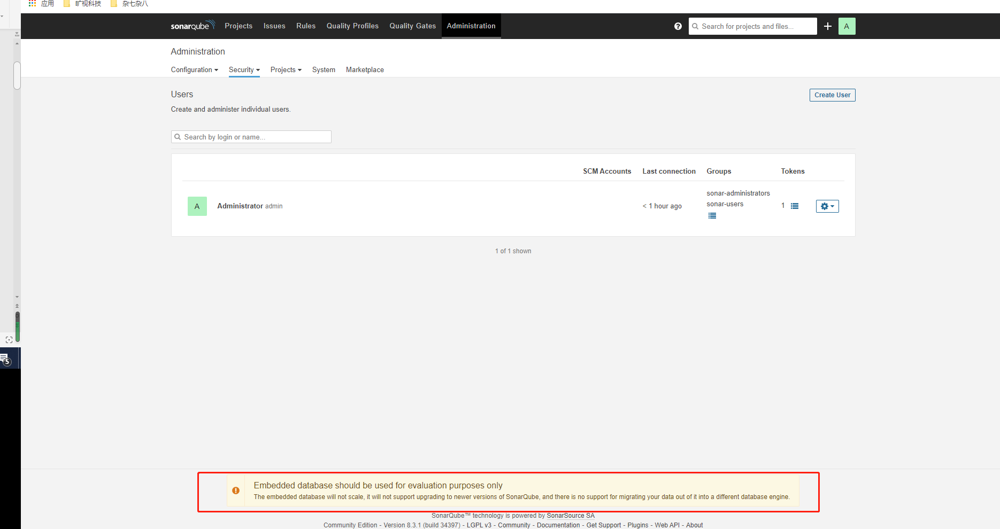 应用 旷视科技 杂七杂八
sonarqube Projects Issues Rules Quality Profiles Quality Gates Administration ? Search for projects and files... A
Administration
Configuration Security Projects System Marketplace
Users
Create User
Create and administer individual users.
Search by login or name...
SCM Accounts Last connection Groups Tokens
sonar-administrators
A Administrator admin < 1 hour ago sonar-users 1
1 of 1 shown
5
Embedded database should be used for evaluation purposes only
The embedded database will not scale, it will not support upgrading to newer versions of SonarQube, and there is no support for migrating your data out of it into a different database engine.
SonarQube™ technology is powered by SonarSource SA
Community Edition - Version 8.3.1 (build 34397) - LGPL v3 - Community - Documentation - Get Support - Plugins - Web API - About